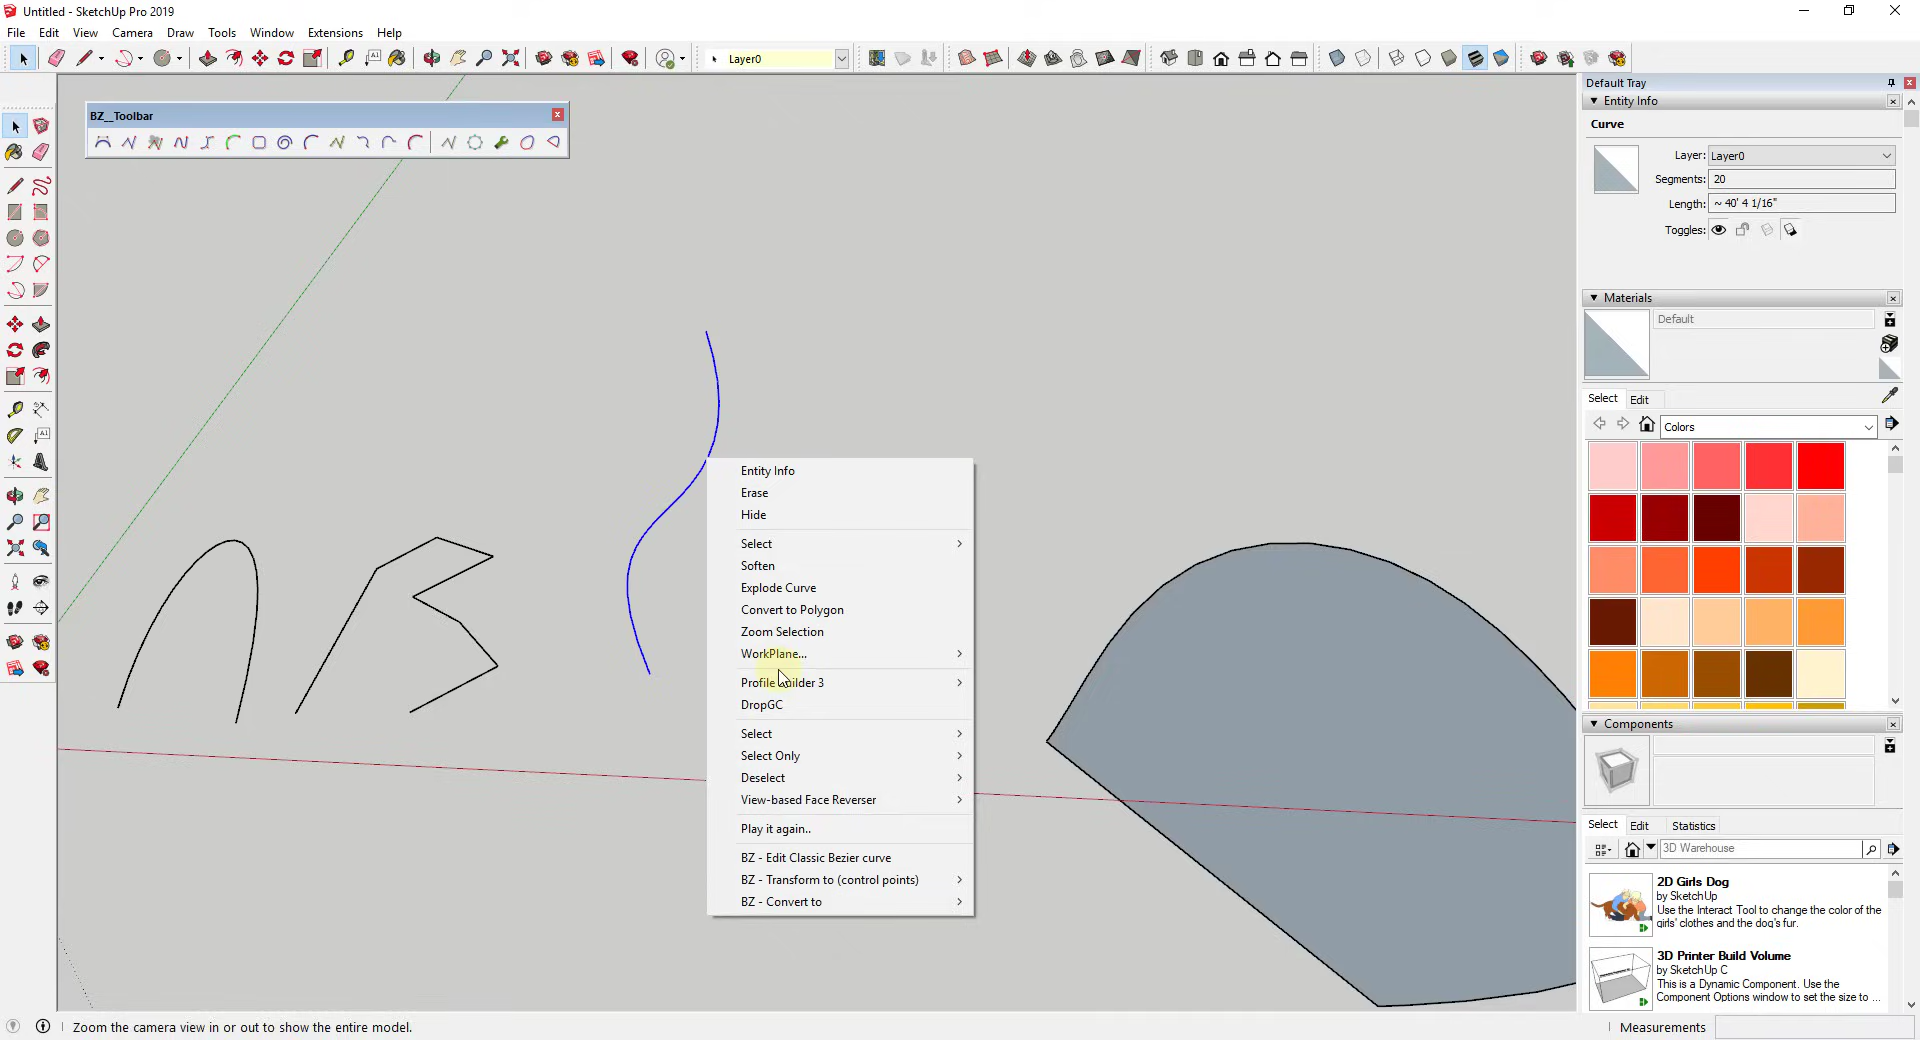 Untitled - SketchUp Pro 2019
File Edit View Camera Draw Tools Window Extensions Help
Layer0
BZ__Toolbar
Entity Info
Erase
Hide
Select
Soften
Explode Curve
Convert to Polygon
Zoom Selection
WorkPlane...
Profile Builder 3
DropGC
Select
Select Only
Deselect
View-based Face Reverser
Play it again..
BZ - Edit Classic Bezier curve
BZ - Transform to (control points)
BZ - Convert to
Default Tray
Entity Info
Curve
Layer: Layer0
Segments: 20
Length: ~ 40' 4 1/16"
Toggles:
Materials
Default
Select Edit
Colors
Components
Select Edit Statistics
3D Warehouse
2D Girls Dog
by SketchUp
Use the Interact Tool to change the color of the
girls' clothes and the dog's fur.
3D Printer Build Volume
by SketchUp C
This is a Dynamic Component. Use the
Component Options window to set the size to ...
Zoom the camera view in or out to show the entire model.
Measurements